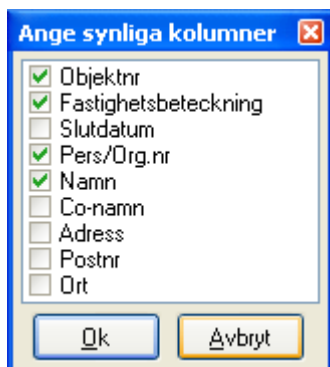 Ange synliga kolumner
Objektnr
Fastighetsbeteckning
Slutdatum
Pers/Org.nr
Namn
Co-namn
Adress
Postnr
Ort
Ok Avbryt